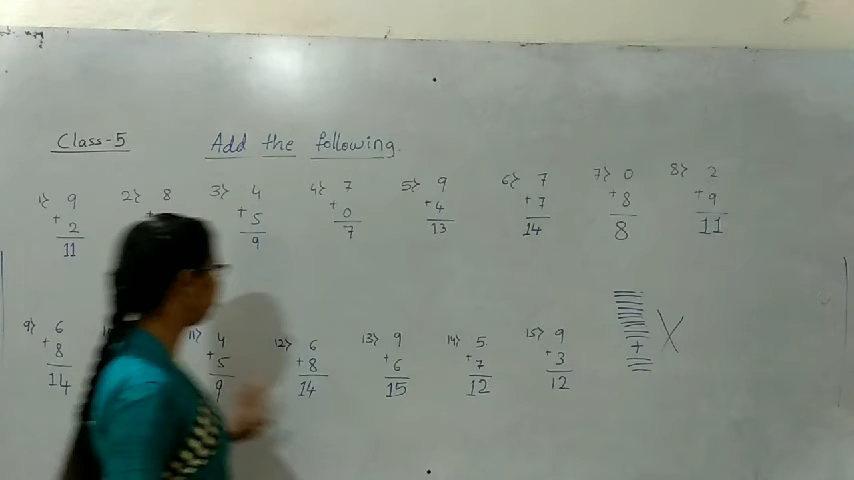 Class-5 Add the following.
1) 9 2) 8 3) 4 4) 7 5) 9 6) 7 7) 0 8) 2
+ 2 + + 5 + 0 + 4 + 7 + 8 + 9
11 9 7 13 14 8 11
9) 6 11) 4 12) 6 13) 9 14) 5 15) 9
+ 8 + 5 + 8 + 6 + 7 + 3 +
14 9 14 15 12 12